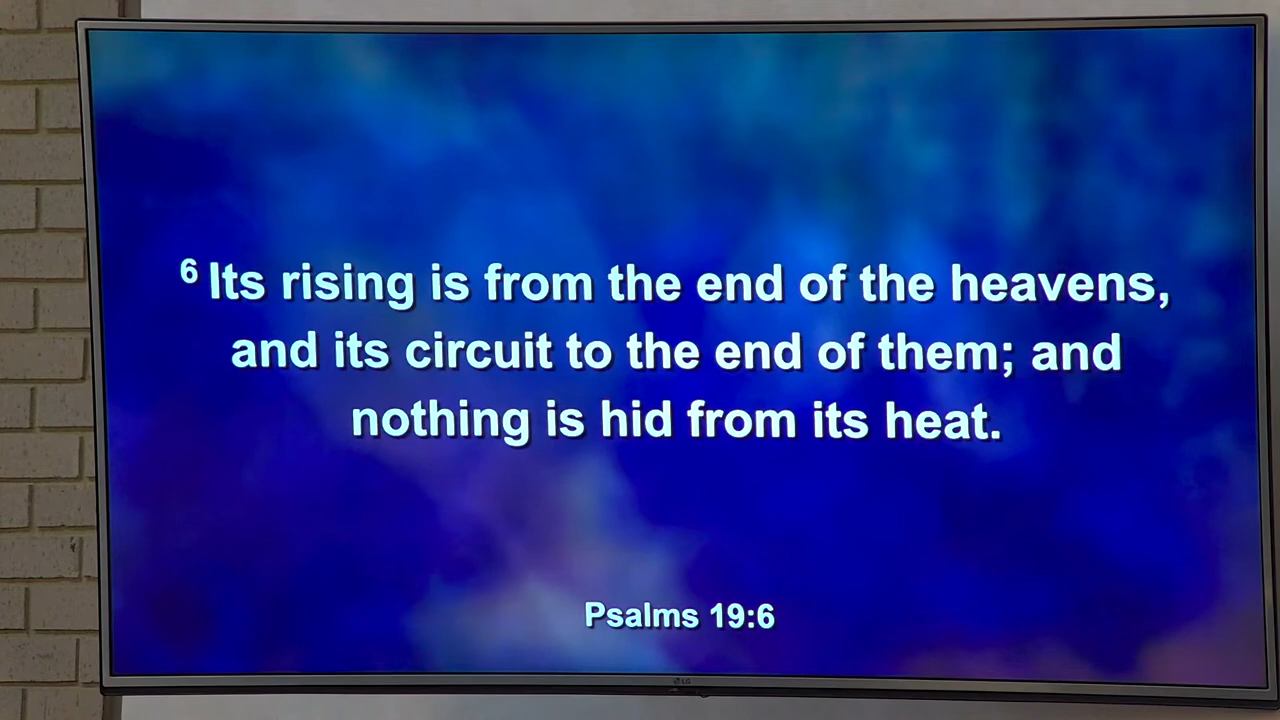 6 Its rising is from the end of the heavens,
and its circuit to the end of them; and
nothing is hid from its heat.
Psalms 19:6
LG